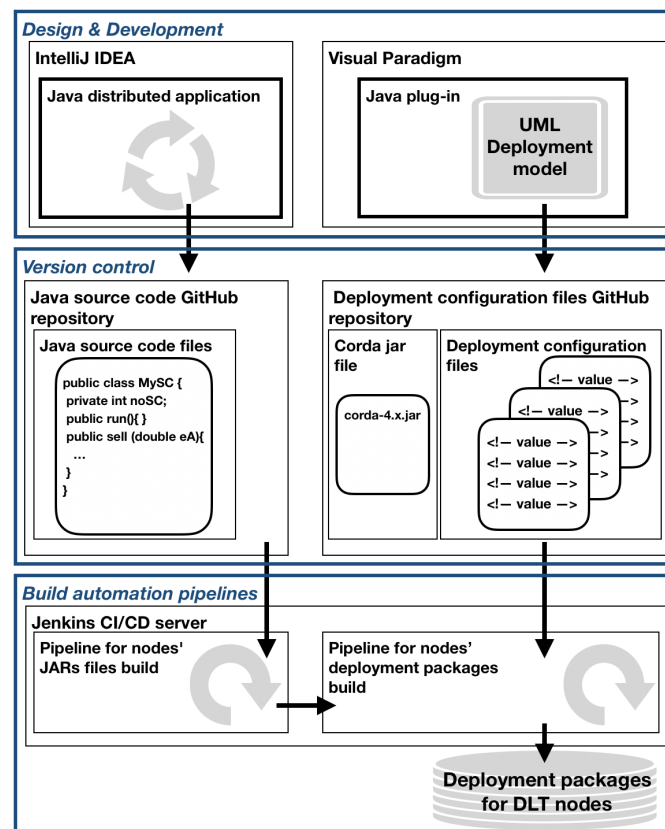 Design & Development
IntelliJ IDEA
Java distributed application
Visual Paradigm
Java plug-in
UML
Deployment
model
Version control
Java source code GitHub
repository
Java source code files
public class MySC {
private int noSC;
public run(){ }
public sell (double eA){
...
}
}
Deployment configuration files GitHub
repository
Corda jar
file
corda-4.x.jar
Deployment configuration
files
<!– value –>
<!– value –>
<!– value –>
<!– value –>
<!– value –>
<!– value –>
Build automation pipelines
Jenkins CI/CD server
Pipeline for nodes'
JARs files build
Pipeline for nodes’
deployment packages
build
Deployment packages
for DLT nodes